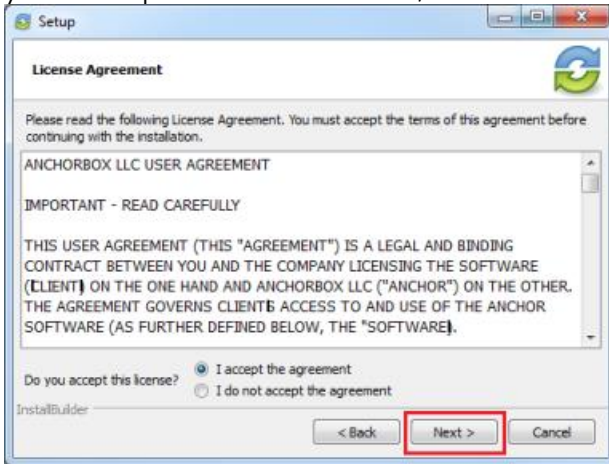 Setup
License Agreement
Please read the following License Agreement. You must accept the terms of this agreement before
continuing with the installation.
ANCHORBOX LLC USER AGREEMENT
IMPORTANT - READ CAREFULLY
THIS USER AGREEMENT (THIS "AGREEMENT") IS A LEGAL AND BINDING
CONTRACT BETWEEN YOU AND THE COMPANY LICENSING THE SOFTWARE
(CLIENT) ON THE ONE HAND AND ANCHORBOX LLC ("ANCHOR") ON THE OTHER.
THE AGREEMENT GOVERNS CLIENTS ACCESS TO AND USE OF THE ANCHOR
SOFTWARE (AS FURTHER DEFINED BELOW, THE "SOFTWARE).
Do you accept this license?
I accept the agreement
I do not accept the agreement
InstallBuilder
< Back
Next >
Cancel